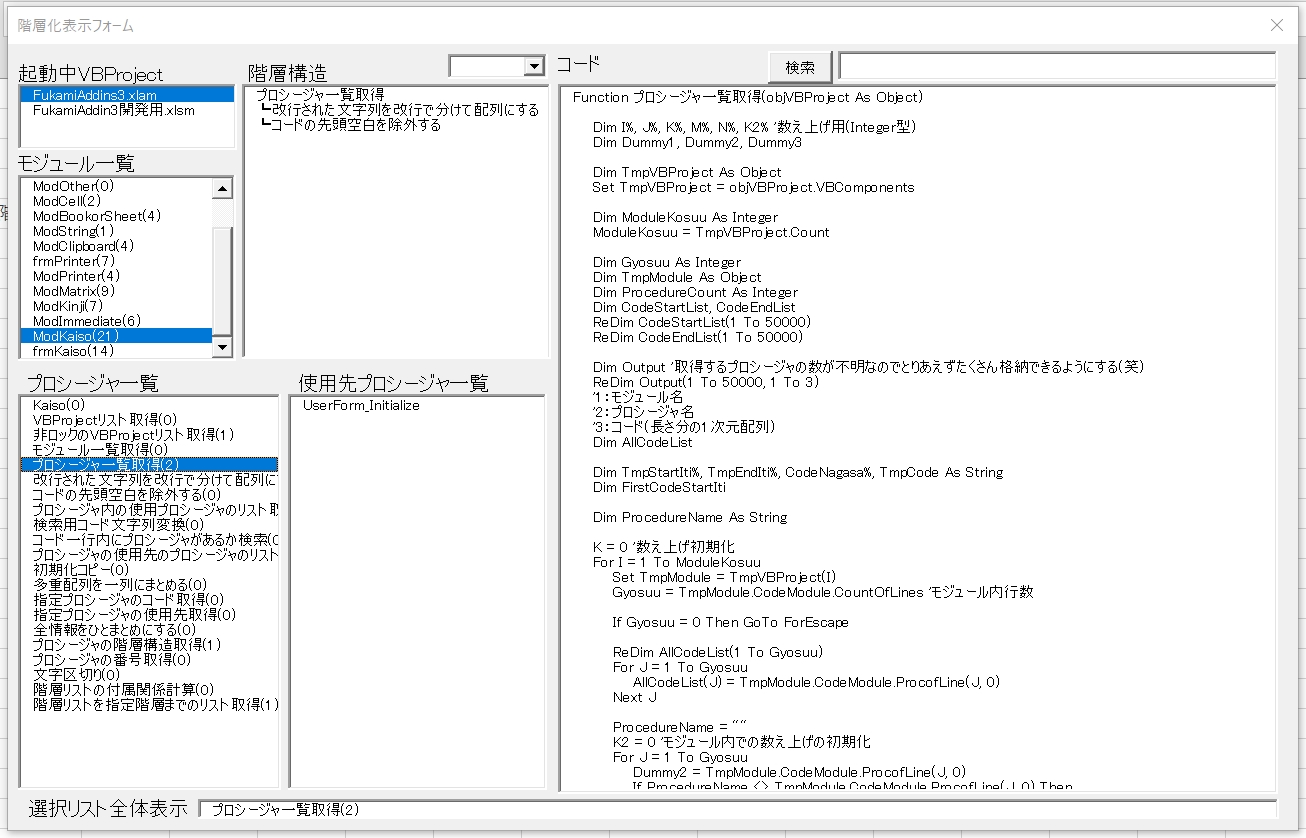 階層化表示フォーム
起動中VBProject
FukamiAddins3.xlam
FukamiAddin3開発用.xlsm
モジュール一覧
ModOther(0)
ModCell(2)
ModBookorSheet(4)
ModString(1)
ModClipboard(4)
frmPrinter(7)
ModPrinter(4)
ModMatrix(9)
ModKinji(7)
ModImmediate(6)
ModKaiso(21)
frmKaiso(14)
階層構造
プロシージャ一覧取得
┗改行された文字列を改行で分けて配列にする
┗コードの先頭空白を除外する
プロシージャ一覧
Kaiso(0)
VBProjectリスト取得(0)
非ロックのVBProjectリスト取得(1)
モジュール一覧取得(0)
プロシージャ一覧取得(2)
改行された文字列を改行で分けて配列に
コードの先頭空白を除外する(0)
プロシージャ内の使用プロシージャのリスト取
検索用コード文字列変換(0)
コード一行内にプロシージャがあるか検索(0
プロシージャの使用先のプロシージャのリスト
初期化コピー(0)
多重配列を一列にまとめる(0)
指定プロシージャのコード取得(0)
指定プロシージャの使用先取得(0)
全情報をひとまとめにする(0)
プロシージャの階層構造取得(1)
プロシージャの番号取得(0)
文字区切り(0)
階層リストの付属関係計算(0)
階層リストを指定階層までのリスト取得(1)
使用先プロシージャ一覧
UserForm_Initialize
コード
検索
Function プロシージャ一覧取得(objVBProject As Object)
Dim I%, J%, K%, M%, N%, K2% '数え上げ用(Integer型)
Dim Dummy1, Dummy2, Dummy3
Dim TmpVBProject As Object
Set TmpVBProject = objVBProject.VBComponents
Dim ModuleKosuu As Integer
ModuleKosuu = TmpVBProject.Count
Dim Gyosuu As Integer
Dim TmpModule As Object
Dim ProcedureCount As Integer
Dim CodeStartList, CodeEndList
ReDim CodeStartList(1 To 50000)
ReDim CodeEndList(1 To 50000)
Dim Output '取得するプロシージャの数が不明なのでとりあえずたくさん格納できるようにする(笑)
ReDim Output(1 To 50000, 1 To 3)
'1:モジュール名
'2:プロシージャ名
'3:コード(長さ分の1次元配列)
Dim AllCodeList
Dim TmpStartIti%, TmpEndIti%, CodeNagasa%, TmpCode As String
Dim FirstCodeStartIti
Dim ProcedureName As String
K = 0 '数え上げ初期化
For I = 1 To ModuleKosuu
Set TmpModule = TmpVBProject(I)
Gyosuu = TmpModule.CodeModule.CountOfLines 'モジュール内行数
If Gyosuu = 0 Then GoTo ForEscape
ReDim AllCodeList(1 To Gyosuu)
For J = 1 To Gyosuu
AllCodeList(J) = TmpModule.CodeModule.ProcofLine(J, 0)
Next J
ProcedureName = ""
K2 = 0 'モジュール内での数え上げの初期化
For J = 1 To Gyosuu
Dummy2 = TmpModule.CodeModule.ProcofLine(J, 0)
If ProcedureName <> TmpModule.CodeModule.ProcofLine(J, 0) Then
選択リスト全体表示
プロシージャ一覧取得(2)